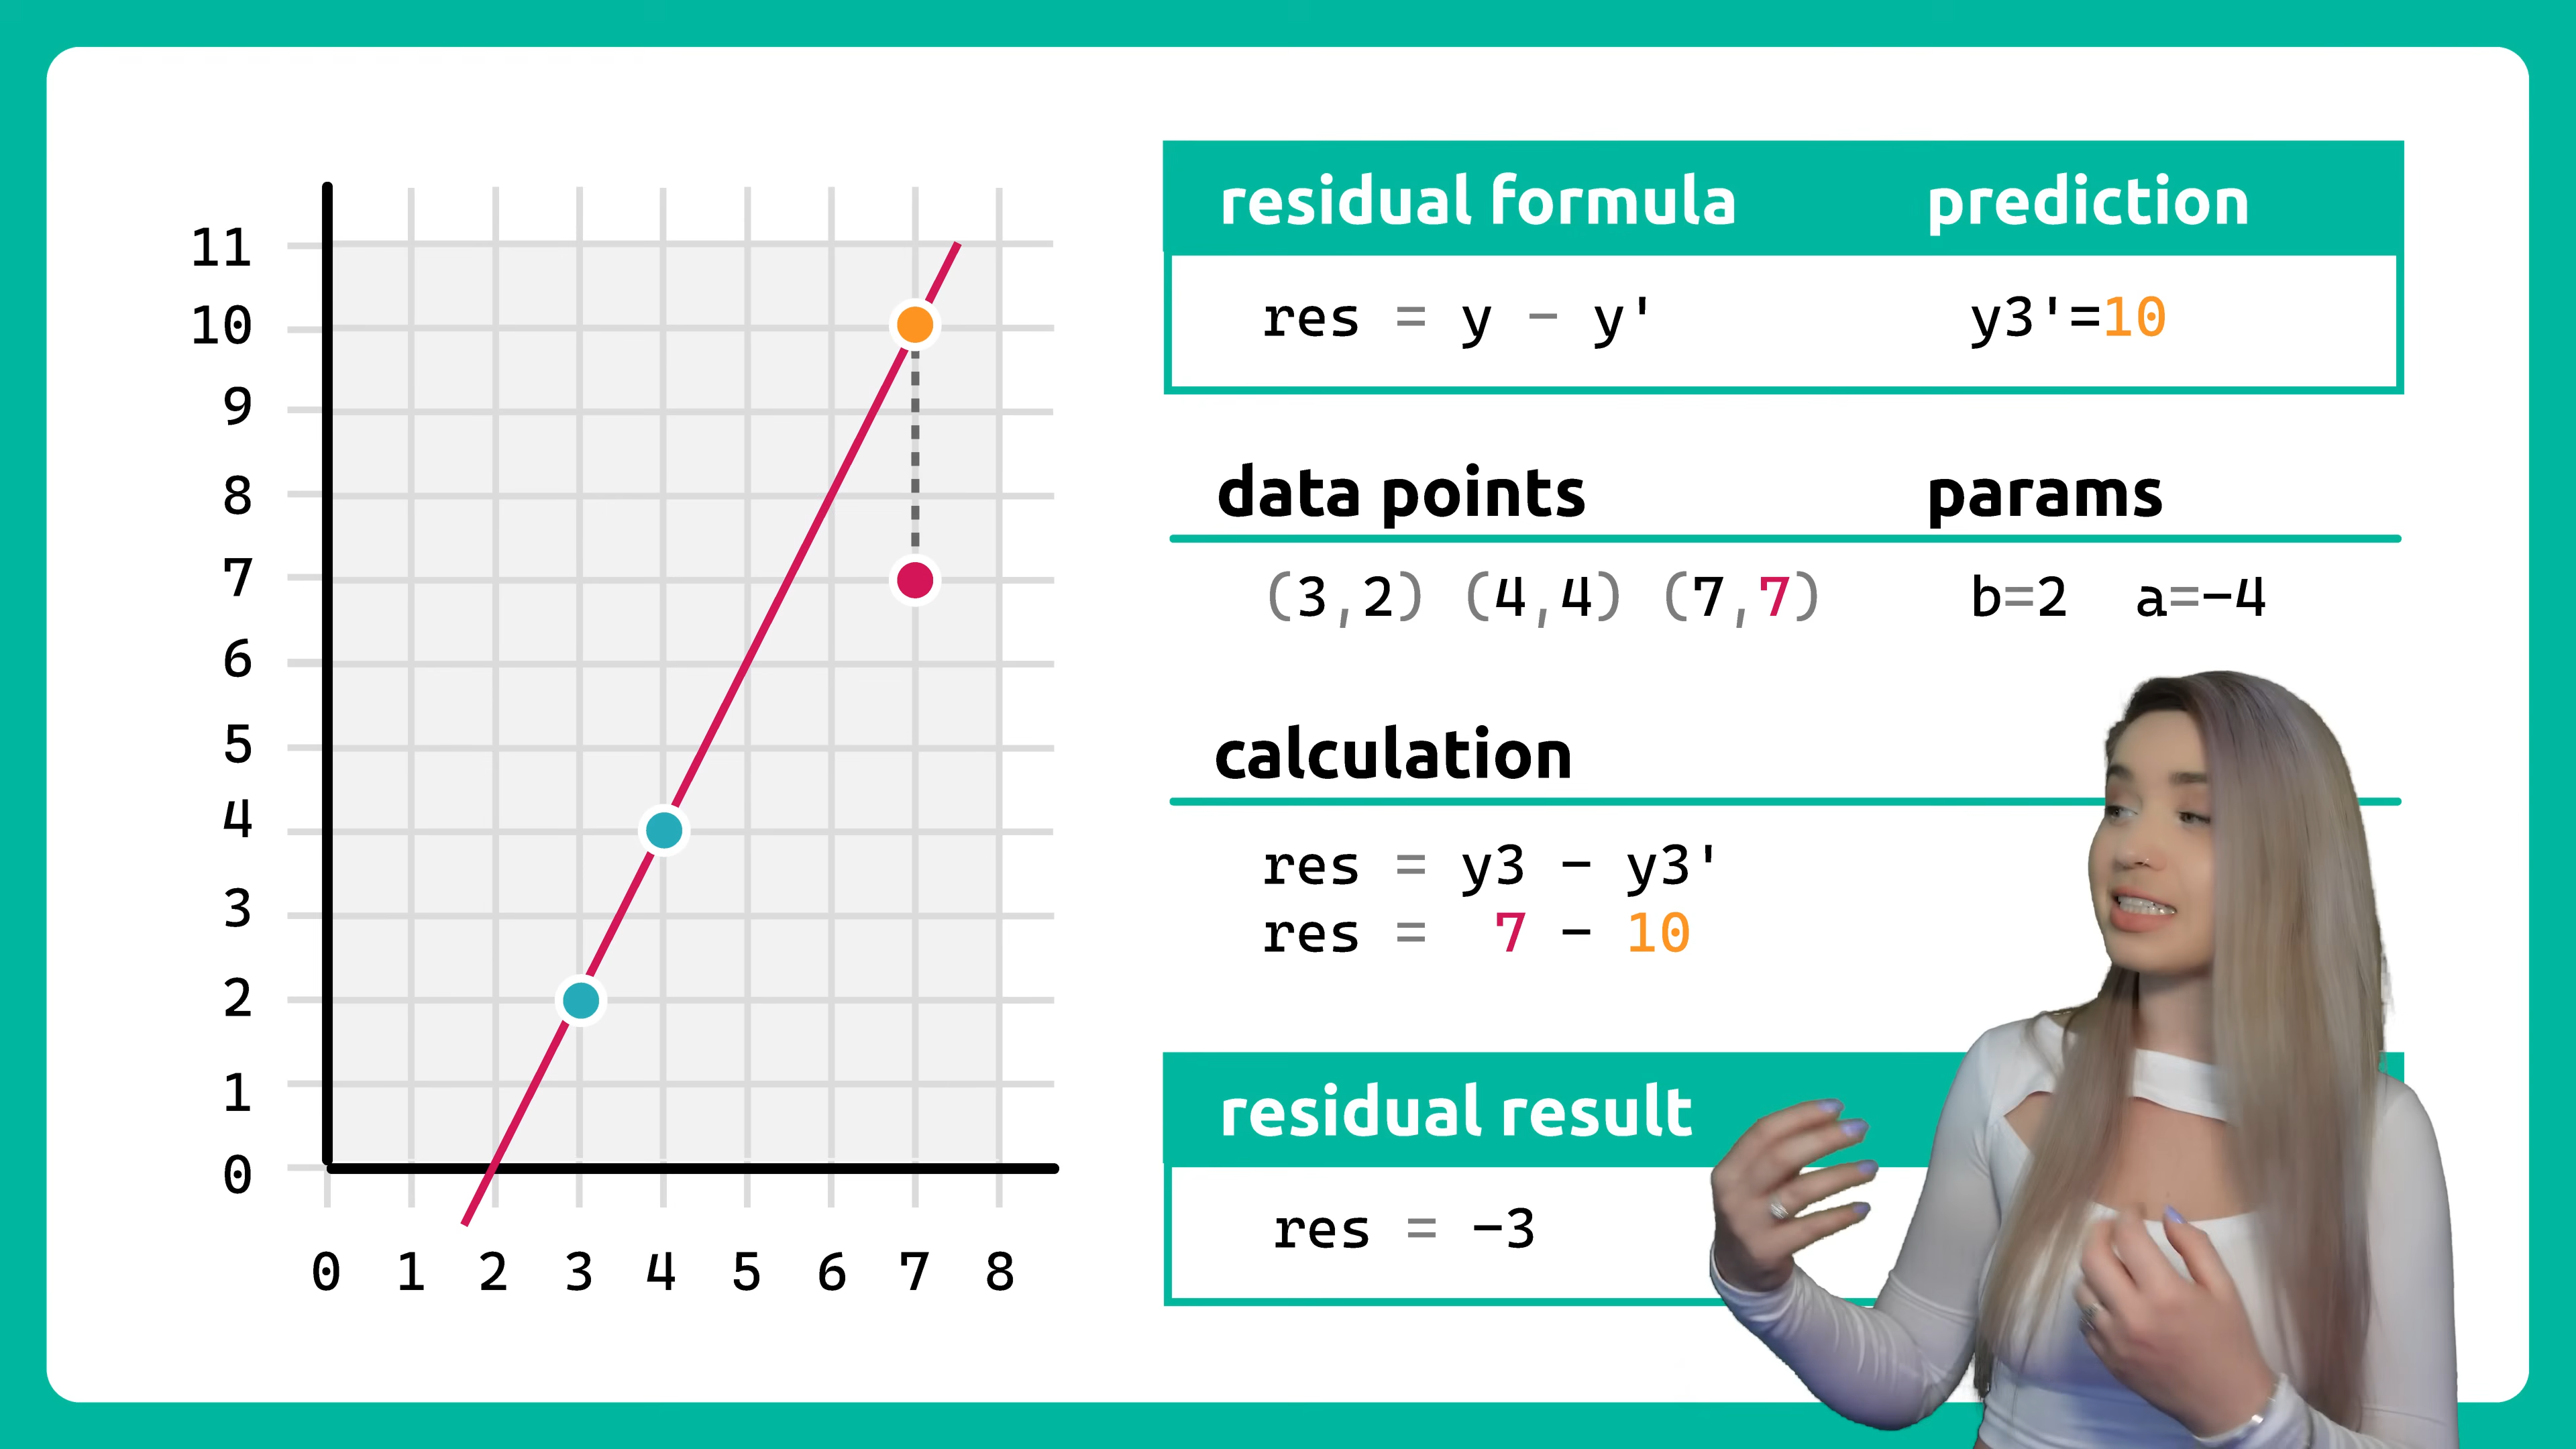 11
10
9
8
7
6
5
4
3
2
1
0
0 1 2 3 4 5 6 7 8
residual formula prediction
res = y − y' y3'=10
data points params
(3,2) (4,4) (7,7) b=2 a=−4
calculation
res = y3 − y3'
res = 7 − 10
residual result
res = −3